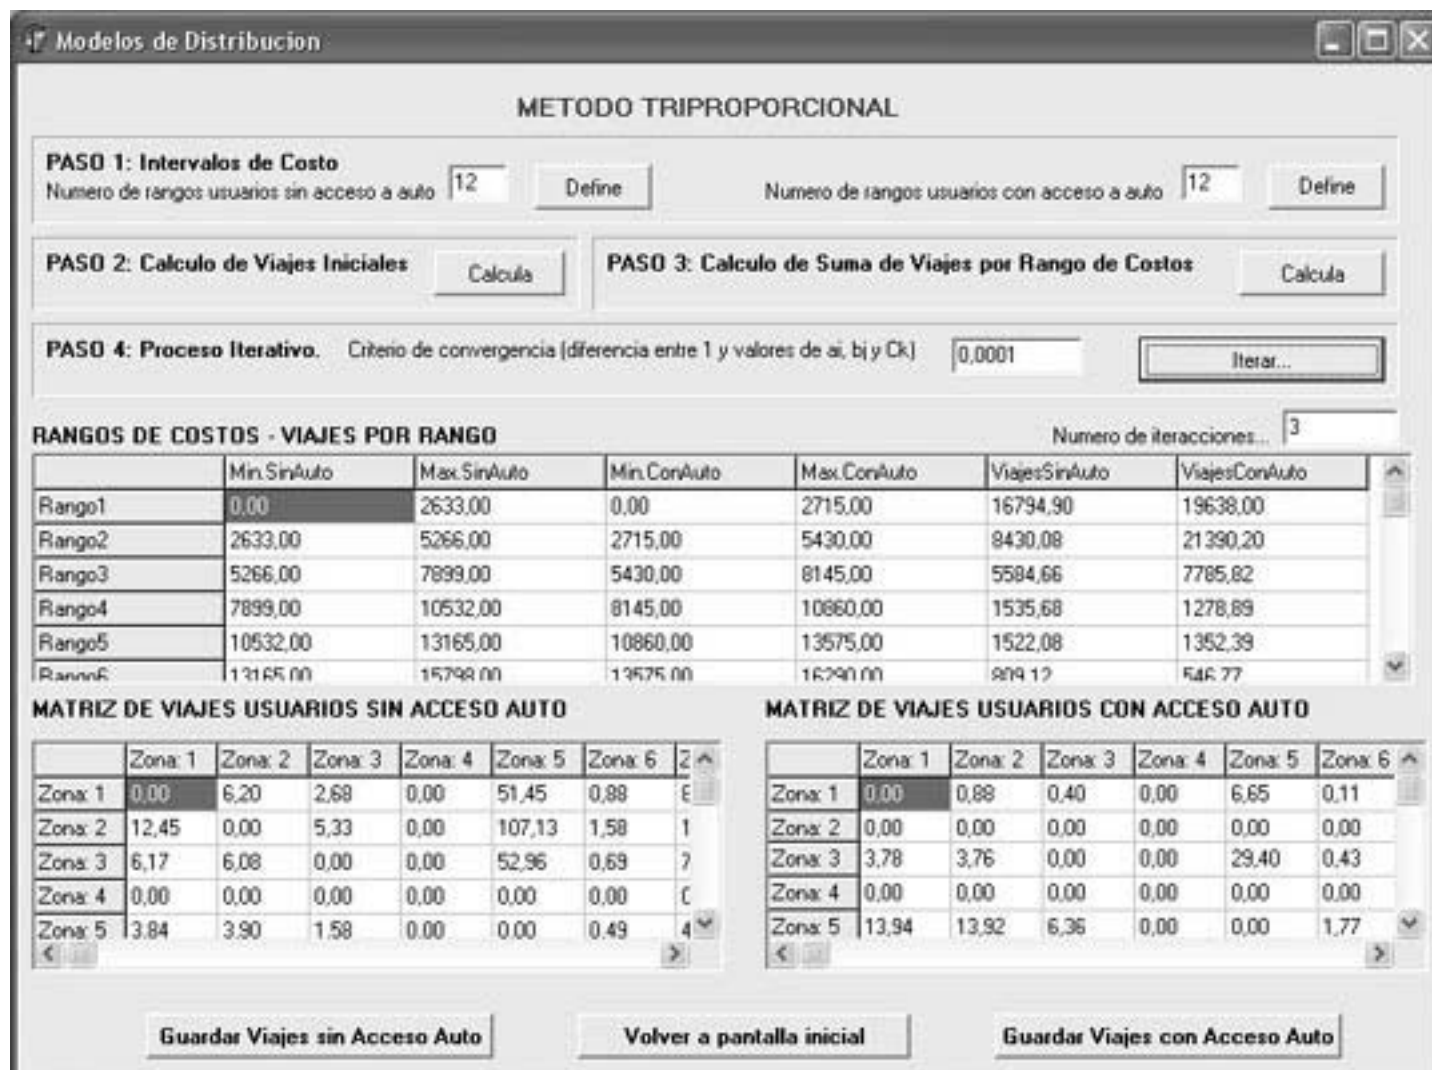 Modelos de Distribucion
METODO TRIPROPORCIONAL
PASO 1: Intervalos de Costo
Numero de rangos usuarios sin acceso a auto 12 Define Numero de rangos usuarios con acceso a auto 12 Define
PASO 2: Calculo de Viajes Iniciales Calcula PASO 3: Calculo de Suma de Viajes por Rango de Costos Calcula
PASO 4: Proceso Iterativo. Criterio de convergencia (diferencia entre 1 y valores de ai, bj y Ck) 0,0001 Iterar...
RANGOS DE COSTOS - VIAJES POR RANGO Numero de iteracciones... 3
Min.SinAuto Max.SinAuto Min.ConAuto Max.ConAuto ViajesSinAuto ViajesConAuto
Rango1 0,00 2633,00 0,00 2715,00 16794,90 19638,00
Rango2 2633,00 5266,00 2715,00 5430,00 8430,08 21390,20
Rango3 5266,00 7899,00 5430,00 8145,00 5584,66 7785,82
Rango4 7899,00 10532,00 8145,00 10860,00 1535,68 1278,89
Rango5 10532,00 13165,00 10860,00 13575,00 1522,08 1352,39
Rango6 13165,00 15798,00 13575,00 16290,00 809,12 546,77
MATRIZ DE VIAJES USUARIOS SIN ACCESO AUTO
Zona: 1 Zona: 2 Zona: 3 Zona: 4 Zona: 5 Zona: 6
Zona: 1 0,00 6,20 2,68 0,00 51,45 0,88
Zona: 2 12,45 0,00 5,33 0,00 107,13 1,58
Zona: 3 6,17 6,08 0,00 0,00 52,96 0,69
Zona: 4 0,00 0,00 0,00 0,00 0,00 0,00
Zona: 5 3,84 3,90 1,58 0,00 0,00 0,49
MATRIZ DE VIAJES USUARIOS CON ACCESO AUTO
Zona: 1 Zona: 2 Zona: 3 Zona: 4 Zona: 5 Zona: 6
Zona: 1 0,00 0,88 0,40 0,00 6,65 0,11
Zona: 2 0,00 0,00 0,00 0,00 0,00 0,00
Zona: 3 3,78 3,76 0,00 0,00 29,40 0,43
Zona: 4 0,00 0,00 0,00 0,00 0,00 0,00
Zona: 5 13,94 13,92 6,36 0,00 0,00 1,77
Guardar Viajes sin Acceso Auto Volver a pantalla inicial Guardar Viajes con Acceso Auto